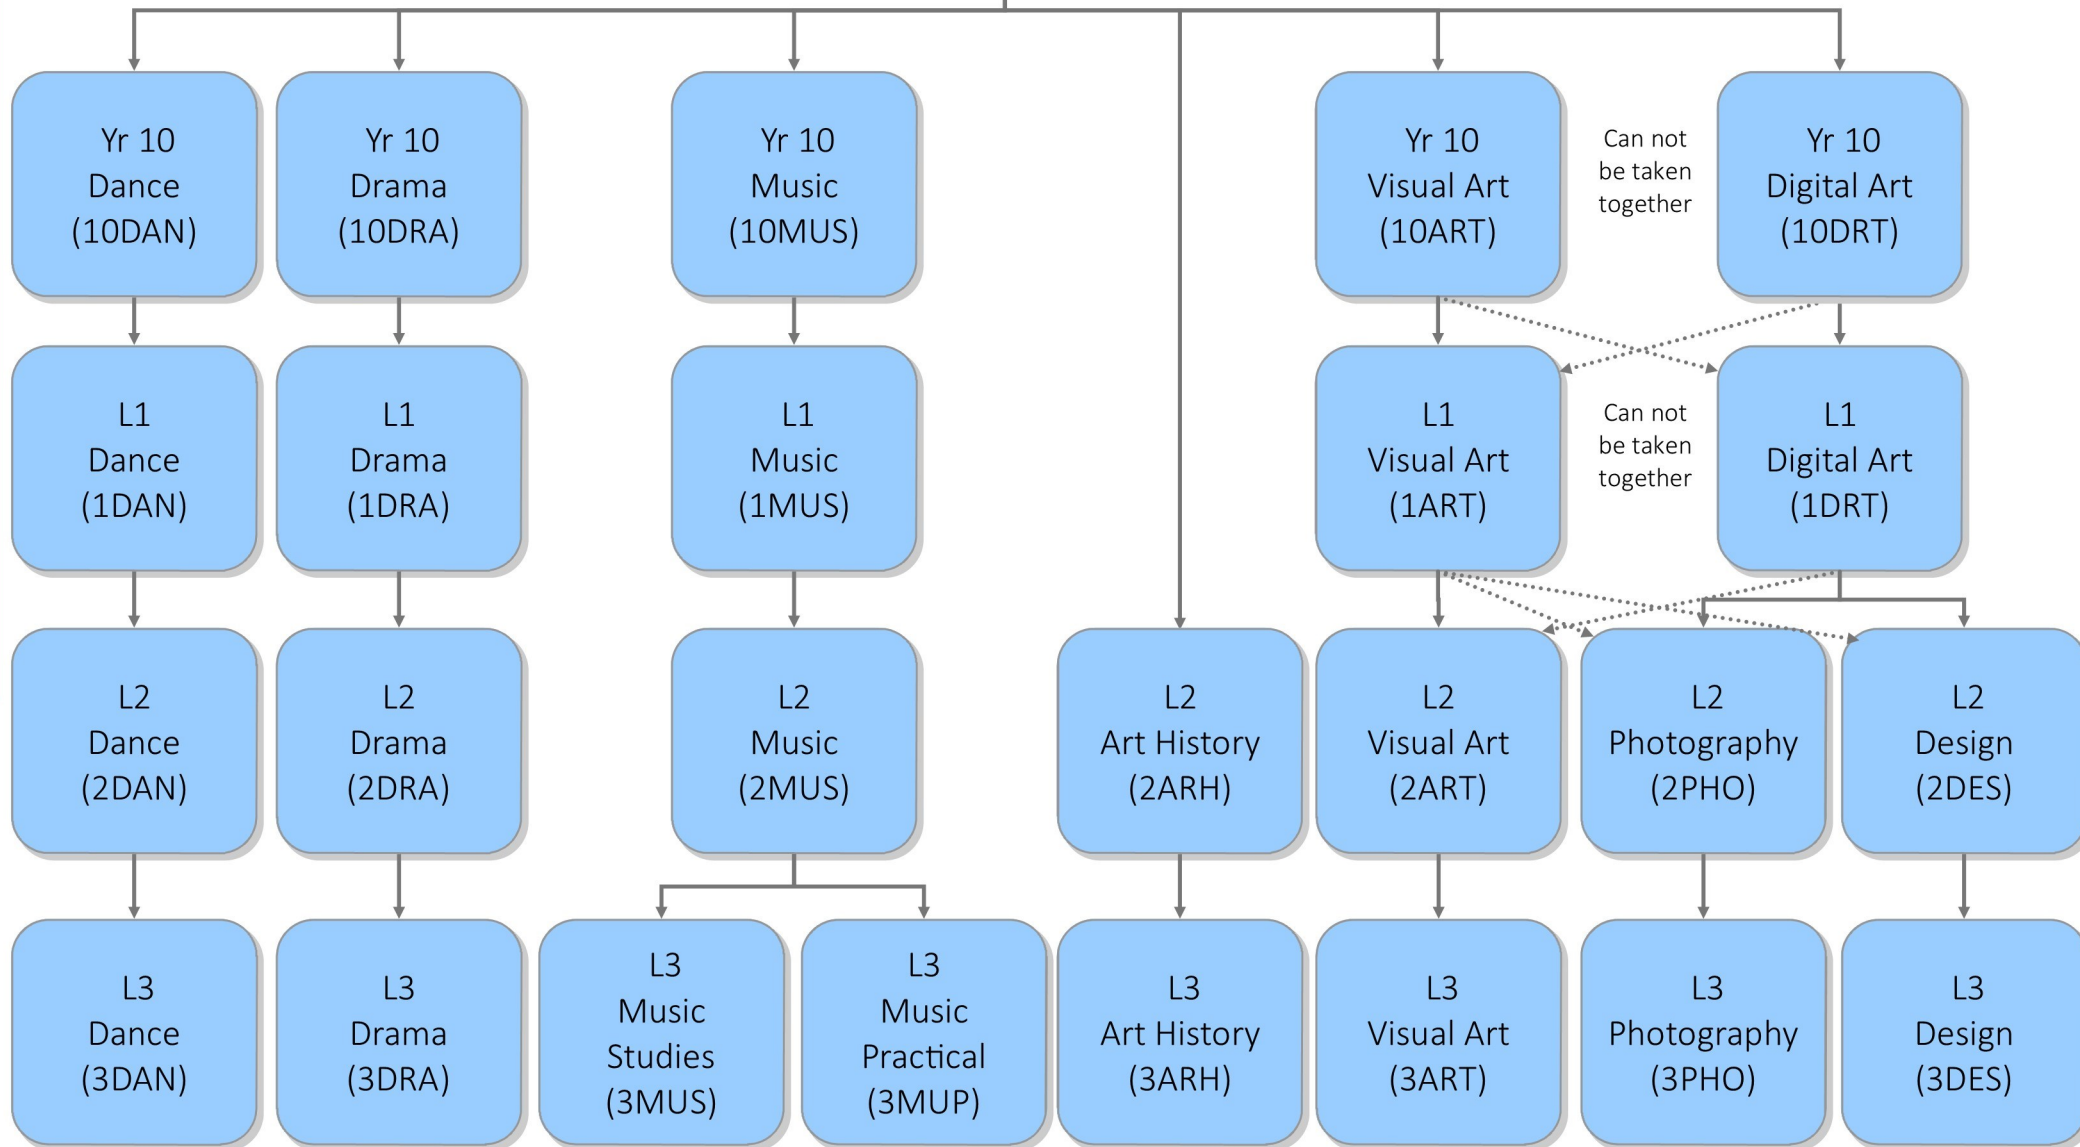 Yr 10
Dance
(10DAN)
Yr 10
Drama
(10DRA)
Yr 10
Music
(10MUS)
Yr 10
Visual Art
(10ART)
Can not
be taken
together
Yr 10
Digital Art
(10DRT)
L1
Dance
(1DAN)
L1
Drama
(1DRA)
L1
Music
(1MUS)
L1
Visual Art
(1ART)
Can not
be taken
together
L1
Digital Art
(1DRT)
L2
Dance
(2DAN)
L2
Drama
(2DRA)
L2
Music
(2MUS)
L2
Art History
(2ARH)
L2
Visual Art
(2ART)
L2
Photography
(2PHO)
L2
Design
(2DES)
L3
Dance
(3DAN)
L3
Drama
(3DRA)
L3
Music
Studies
(3MUS)
L3
Music
Practical
(3MUP)
L3
Art History
(3ARH)
L3
Visual Art
(3ART)
L3
Photography
(3PHO)
L3
Design
(3DES)